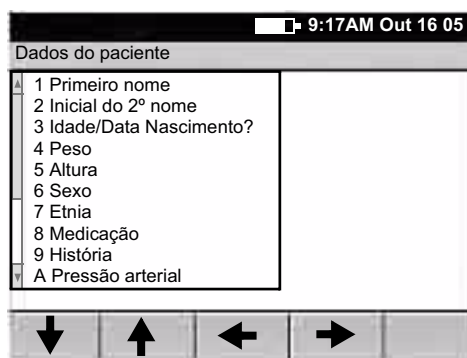 9:17AM Out 16 05
Dados do paciente
1 Primeiro nome
2 Inicial do 2º nome
3 Idade/Data Nascimento?
4 Peso
5 Altura
6 Sexo
7 Etnia
8 Medicação
9 História
A Pressão arterial